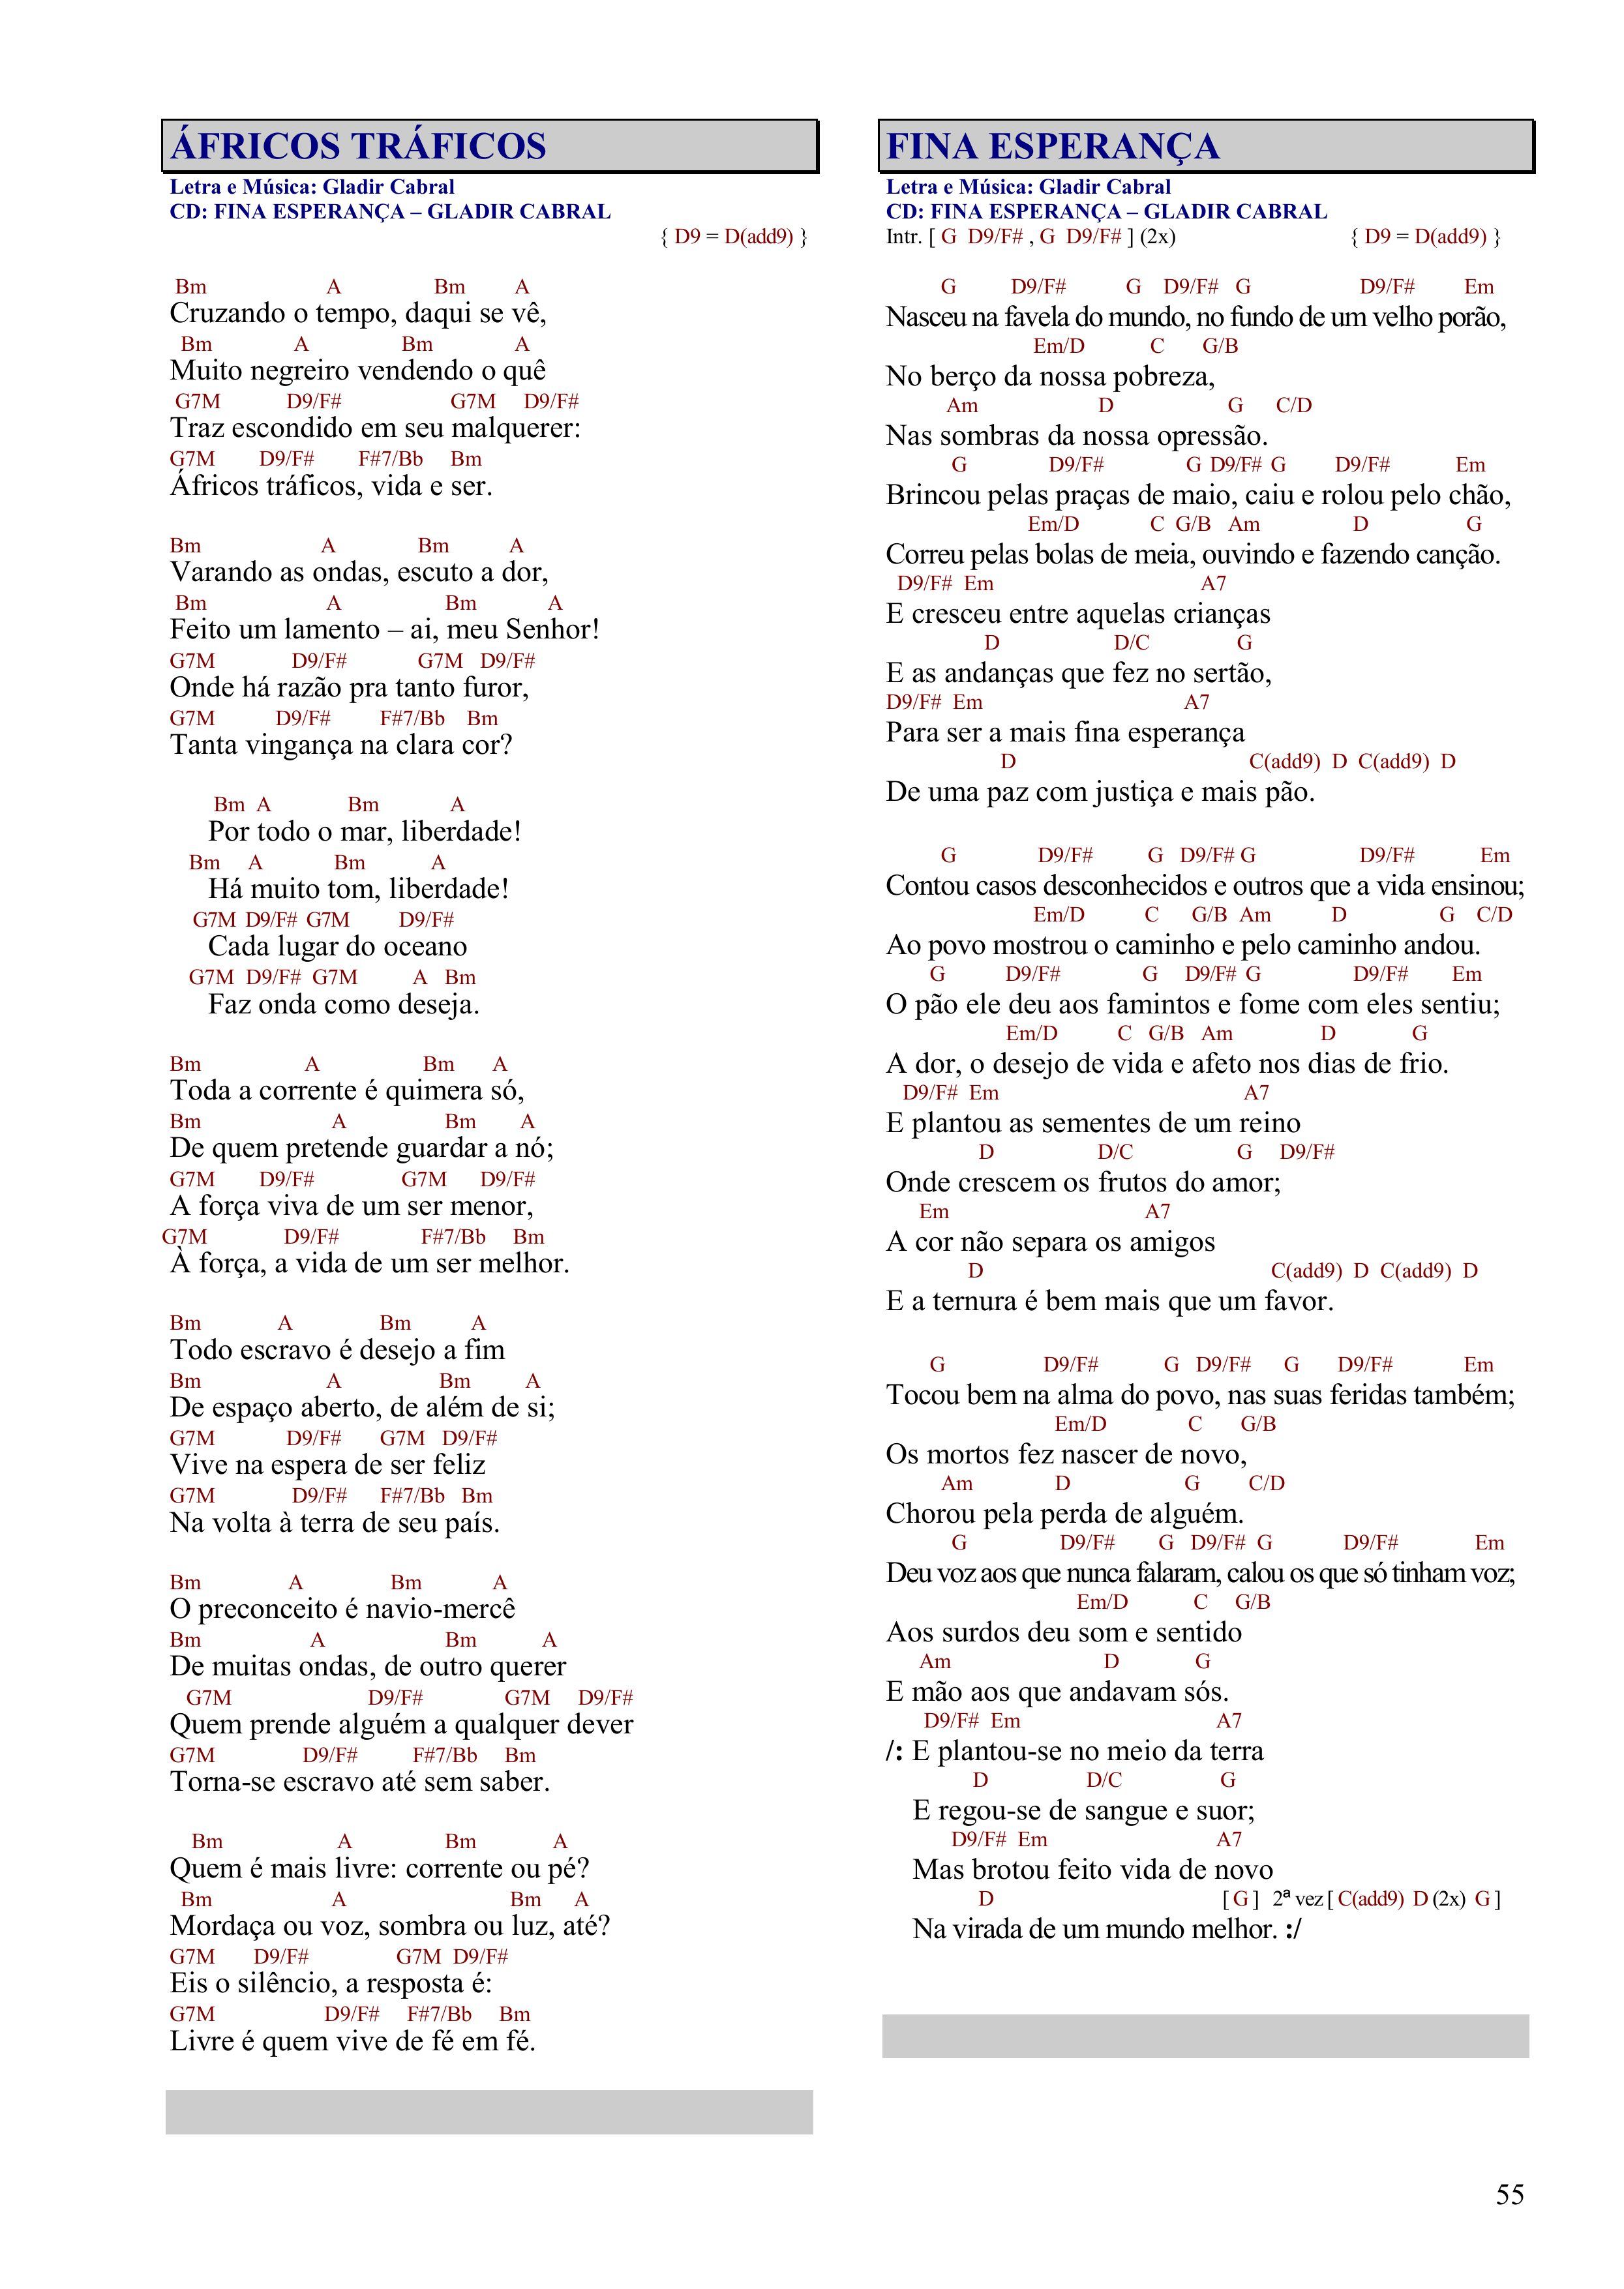 ÁFRICOS TRÁFICOS
Letra e Música: Gladir Cabral
CD: FINA ESPERANÇA – GLADIR CABRAL
{ D9 = D(add9) }
Bm A Bm A
Cruzando o tempo, daqui se vê,
Bm A Bm A
Muito negreiro vendendo o quê
G7M D9/F# G7M D9/F#
Traz escondido em seu malquerer:
G7M D9/F# F#7/Bb Bm
Áfricos tráficos, vida e ser.
Bm A Bm A
Varando as ondas, escuto a dor,
Bm A Bm A
Feito um lamento – ai, meu Senhor!
G7M D9/F# G7M D9/F#
Onde há razão pra tanto furor,
G7M D9/F# F#7/Bb Bm
Tanta vingança na clara cor?
Bm A Bm A
Por todo o mar, liberdade!
Bm A Bm A
Há muito tom, liberdade!
G7M D9/F# G7M D9/F#
Cada lugar do oceano
G7M D9/F# G7M A Bm
Faz onda como deseja.
Bm A Bm A
Toda a corrente é quimera só,
Bm A Bm A
De quem pretende guardar a nó;
G7M D9/F# G7M D9/F#
A força viva de um ser menor,
G7M D9/F# F#7/Bb Bm
À força, a vida de um ser melhor.
Bm A Bm A
Todo escravo é desejo a fim
Bm A Bm A
De espaço aberto, de além de si;
G7M D9/F# G7M D9/F#
Vive na espera de ser feliz
G7M D9/F# F#7/Bb Bm
Na volta à terra de seu país.
Bm A Bm A
O preconceito é navio-mercê
Bm A Bm A
De muitas ondas, de outro querer
G7M D9/F# G7M D9/F#
Quem prende alguém a qualquer dever
G7M D9/F# F#7/Bb Bm
Torna-se escravo até sem saber.
Bm A Bm A
Quem é mais livre: corrente ou pé?
Bm A Bm A
Mordaça ou voz, sombra ou luz, até?
G7M D9/F# G7M D9/F#
Eis o silêncio, a resposta é:
G7M D9/F# F#7/Bb Bm
Livre é quem vive de fé em fé.
FINA ESPERANÇA
Letra e Música: Gladir Cabral
CD: FINA ESPERANÇA – GLADIR CABRAL
Intr. [ G D9/F# , G D9/F# ] (2x) { D9 = D(add9) }
G D9/F# G D9/F# G D9/F# Em
Nasceu na favela do mundo, no fundo de um velho porão,
Em/D C G/B
No berço da nossa pobreza,
Am D G C/D
Nas sombras da nossa opressão.
G D9/F# G D9/F# G D9/F# Em
Brincou pelas praças de maio, caiu e rolou pelo chão,
Em/D C G/B Am D G
Correu pelas bolas de meia, ouvindo e fazendo canção.
D9/F# Em A7
E cresceu entre aquelas crianças
D D/C G
E as andanças que fez no sertão,
D9/F# Em A7
Para ser a mais fina esperança
D C(add9) D C(add9) D
De uma paz com justiça e mais pão.
G D9/F# G D9/F# G D9/F# Em
Contou casos desconhecidos e outros que a vida ensinou;
Em/D C G/B Am D G C/D
Ao povo mostrou o caminho e pelo caminho andou.
G D9/F# G D9/F# G D9/F# Em
O pão ele deu aos famintos e fome com eles sentiu;
Em/D C G/B Am D G
A dor, o desejo de vida e afeto nos dias de frio.
D9/F# Em A7
E plantou as sementes de um reino
D D/C G D9/F#
Onde crescem os frutos do amor;
Em A7
A cor não separa os amigos
D C(add9) D C(add9) D
E a ternura é bem mais que um favor.
G D9/F# G D9/F# G D9/F# Em
Tocou bem na alma do povo, nas suas feridas também;
Em/D C G/B
Os mortos fez nascer de novo,
Am D G C/D
Chorou pela perda de alguém.
G D9/F# G D9/F# G D9/F# Em
Deu voz aos que nunca falaram, calou os que só tinham voz;
Em/D C G/B
Aos surdos deu som e sentido
Am D G
E mão aos que andavam sós.
D9/F# Em A7
/: E plantou-se no meio da terra
D D/C G
E regou-se de sangue e suor;
D9/F# Em A7
Mas brotou feito vida de novo
D [ G ] 2ª vez [ C(add9) D (2x) G ]
Na virada de um mundo melhor. :/
55